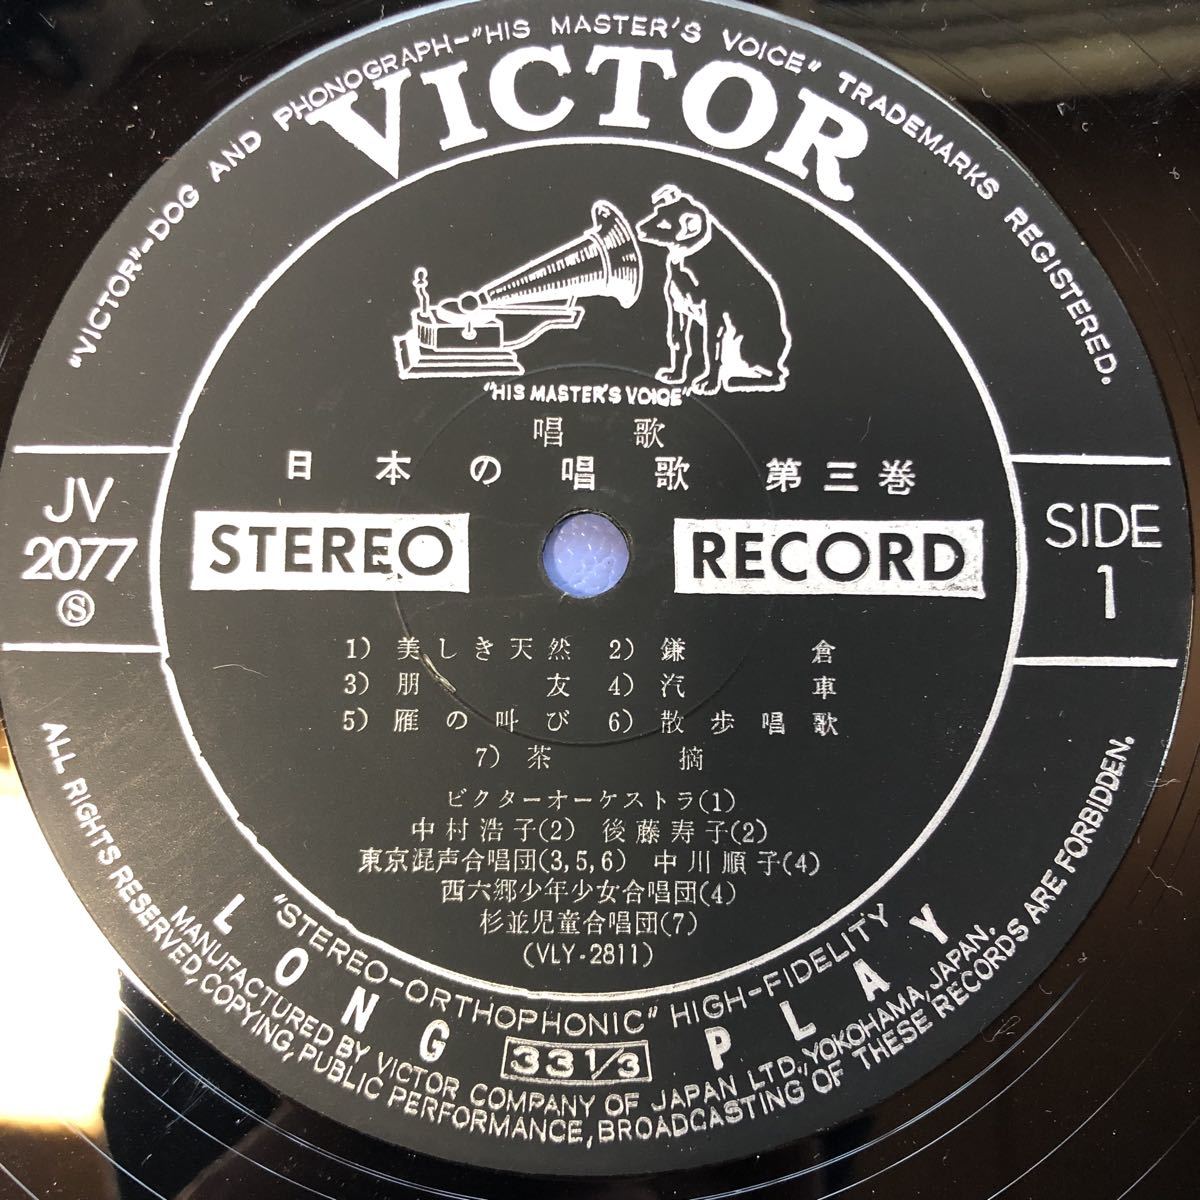 "VICTOR"-DOG AND PHONOGRAPH-"HIS MASTER'S VOICE" TRADEMARKS REGISTERED.
VICTOR
"HIS MASTER'S VOICE"
唱 歌
日本の唱歌 第三巻
JV
2077
Ⓢ
STEREO RECORD
SIDE
1
1) 美しき天然 2) 鎌 倉
3) 朋 友 4) 汽 車
5) 雁の叫び 6) 散歩唱歌
7) 茶 摘
ビクターオーケストラ(1)
中村浩子(2) 後藤寿子(2)
東京混声合唱団(3,5,6) 中川順子(4)
西六郷少年少女合唱団(4)
杉並児童合唱団(7)
(VLY-2811)
"STEREO-ORTHOPHONIC" HIGH-FIDELITY
LONG 33 1/3 PLAY
MANUFACTURED BY VICTOR COMPANY OF JAPAN LTD., YOKOHAMA, JAPAN.
ALL RIGHTS RESERVED, COPYING, PUBLIC PERFORMANCE, BROADCASTING OF THESE RECORDS ARE FORBIDDEN.